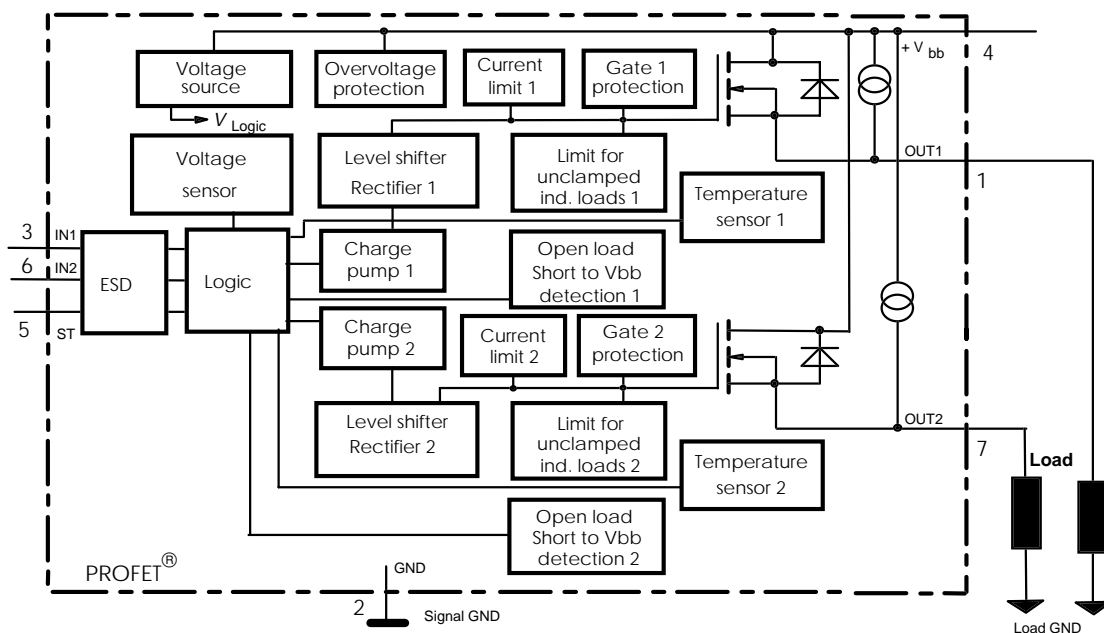 + V bb
4
Voltage
source
Overvoltage
protection
Current
limit 1
Gate 1
protection
V Logic
Voltage
sensor
Level shifter
Rectifier 1
Limit for
unclamped
ind. loads 1
OUT1
1
Temperature
sensor 1
3
IN1
6
IN2
5
ST
ESD
Logic
Charge
pump 1
Open load
Short to Vbb
detection 1
Charge
pump 2
Current
limit 2
Gate 2
protection
Level shifter
Rectifier 2
Limit for
unclamped
ind. loads 2
OUT2
7
Load
Temperature
sensor 2
Open load
Short to Vbb
detection 2
PROFET®
GND
2
Signal GND
Load GND